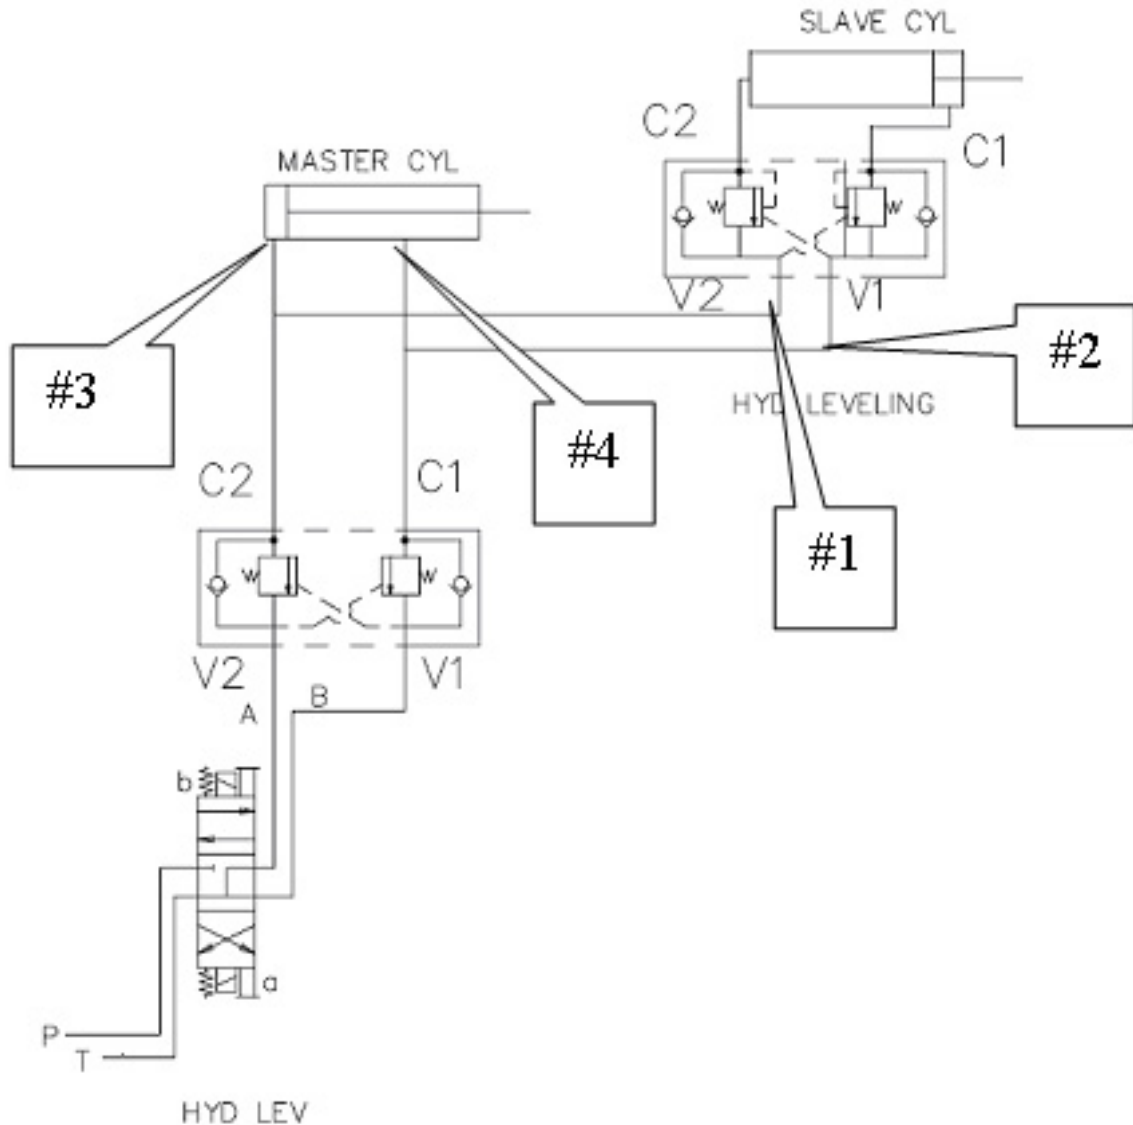 SLAVE CYL
C2
C1
MASTER CYL
V2
V1
#3
#2
HYD LEVELING
#4
C2
C1
#1
V2
V1
B
A
b
a
P
T
HYD LEV